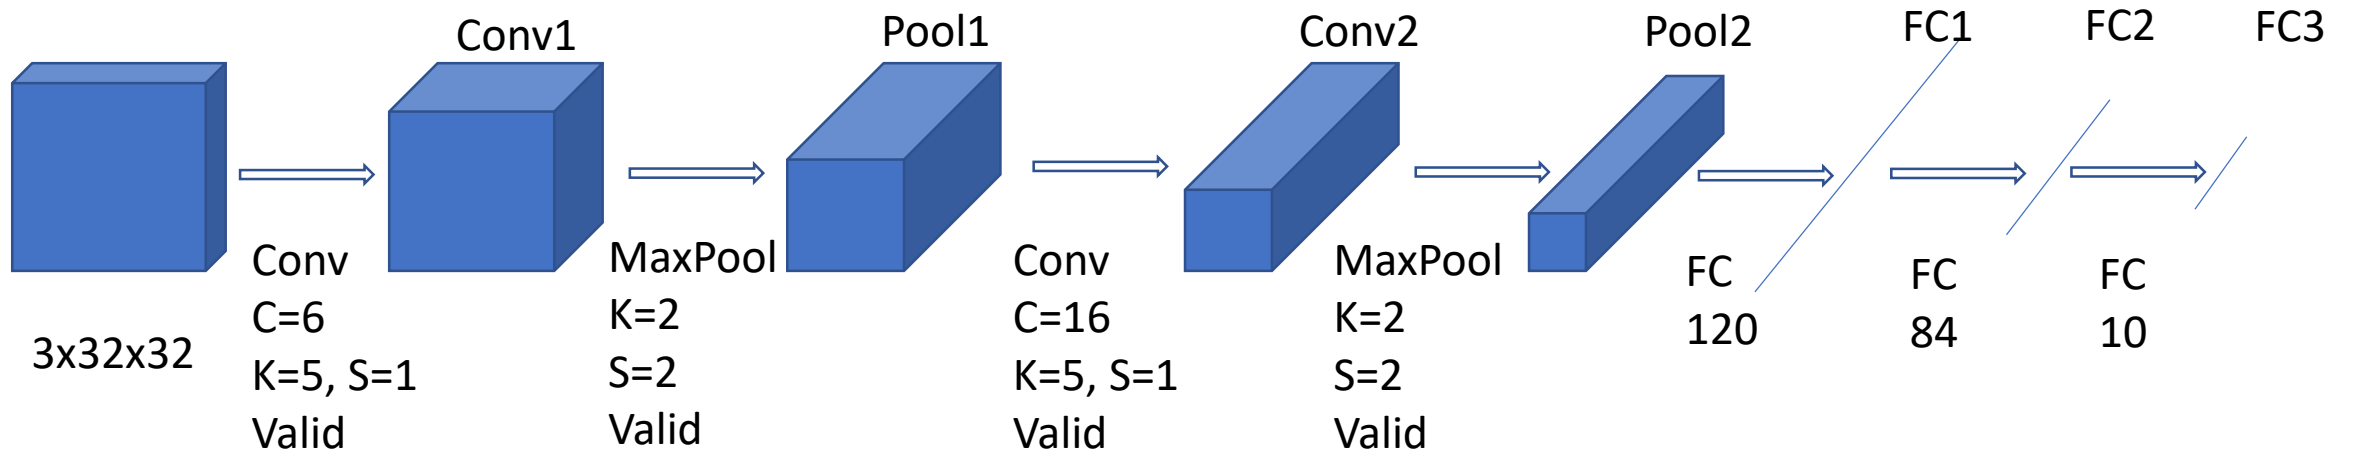 Conv1
Pool1
Conv2
Pool2
FC1
FC2
FC3
3x32x32
Conv
C=6
K=5, S=1
Valid
MaxPool
K=2
S=2
Valid
Conv
C=16
K=5, S=1
Valid
MaxPool
K=2
S=2
Valid
FC
120
FC
84
FC
10